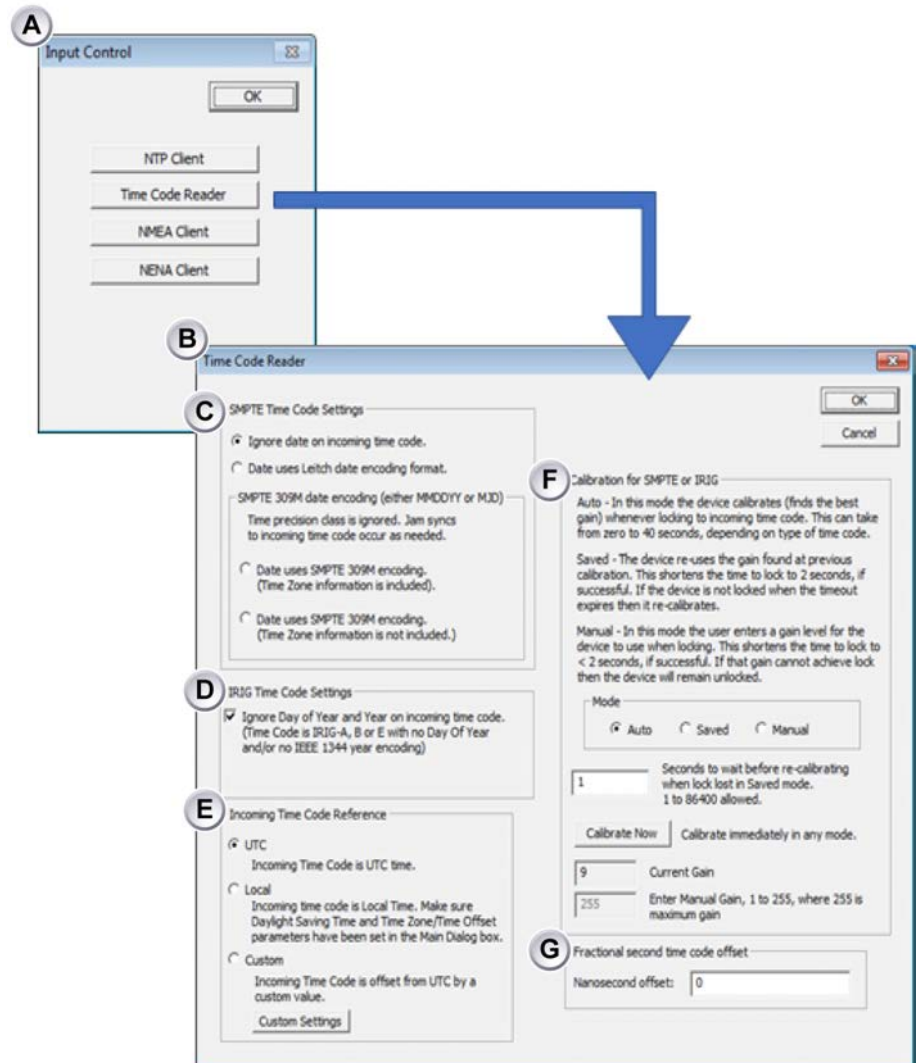 A
Input Control
OK
NTP Client
Time Code Reader
NMEA Client
NENA Client
B
Time Code Reader
OK
Cancel
C
SMPTE Time Code Settings
Ignore date on incoming time code.
Date uses Leitch date encoding format.
SMPTE 309M date encoding (either MMDDYY or MJD)
Time precision class is ignored. Jam syncs
to incoming time code occur as needed.
Date uses SMPTE 309M encoding.
(Time Zone information is included).
Date uses SMPTE 309M encoding.
(Time Zone information is not included.)
D
IRIG Time Code Settings
Ignore Day of Year and Year on incoming time code.
(Time Code is IRIG-A, B or E with no Day Of Year
and/or no IEEE 1344 year encoding)
E
Incoming Time Code Reference
UTC
Incoming Time Code is UTC time.
Local
Incoming time code is Local Time. Make sure
Daylight Saving Time and Time Zone/Time Offset
parameters have been set in the Main Dialog box.
Custom
Incoming Time Code is offset from UTC by a
custom value.
Custom Settings
F
Calibration for SMPTE or IRIG
Auto - In this mode the device calibrates (finds the best
gain) whenever locking to incoming time code. This can take
from zero to 40 seconds, depending on type of time code.
Saved - The device re-uses the gain found at previous
calibration. This shortens the time to lock to 2 seconds, if
successful. If the device is not locked when the timeout
expires then it re-calibrates.
Manual - In this mode the user enters a gain level for the
device to use when locking. This shortens the time to lock to
< 2 seconds, if successful. If that gain cannot achieve lock
then the device will remain unlocked.
Mode
Auto Saved Manual
1
Seconds to wait before re-calibrating
when lock lost in Saved mode.
1 to 86400 allowed.
Calibrate Now Calibrate immediately in any mode.
9 Current Gain
255
Enter Manual Gain, 1 to 255, where 255 is
maximum gain
G
Fractional second time code offset
Nanosecond offset: 0